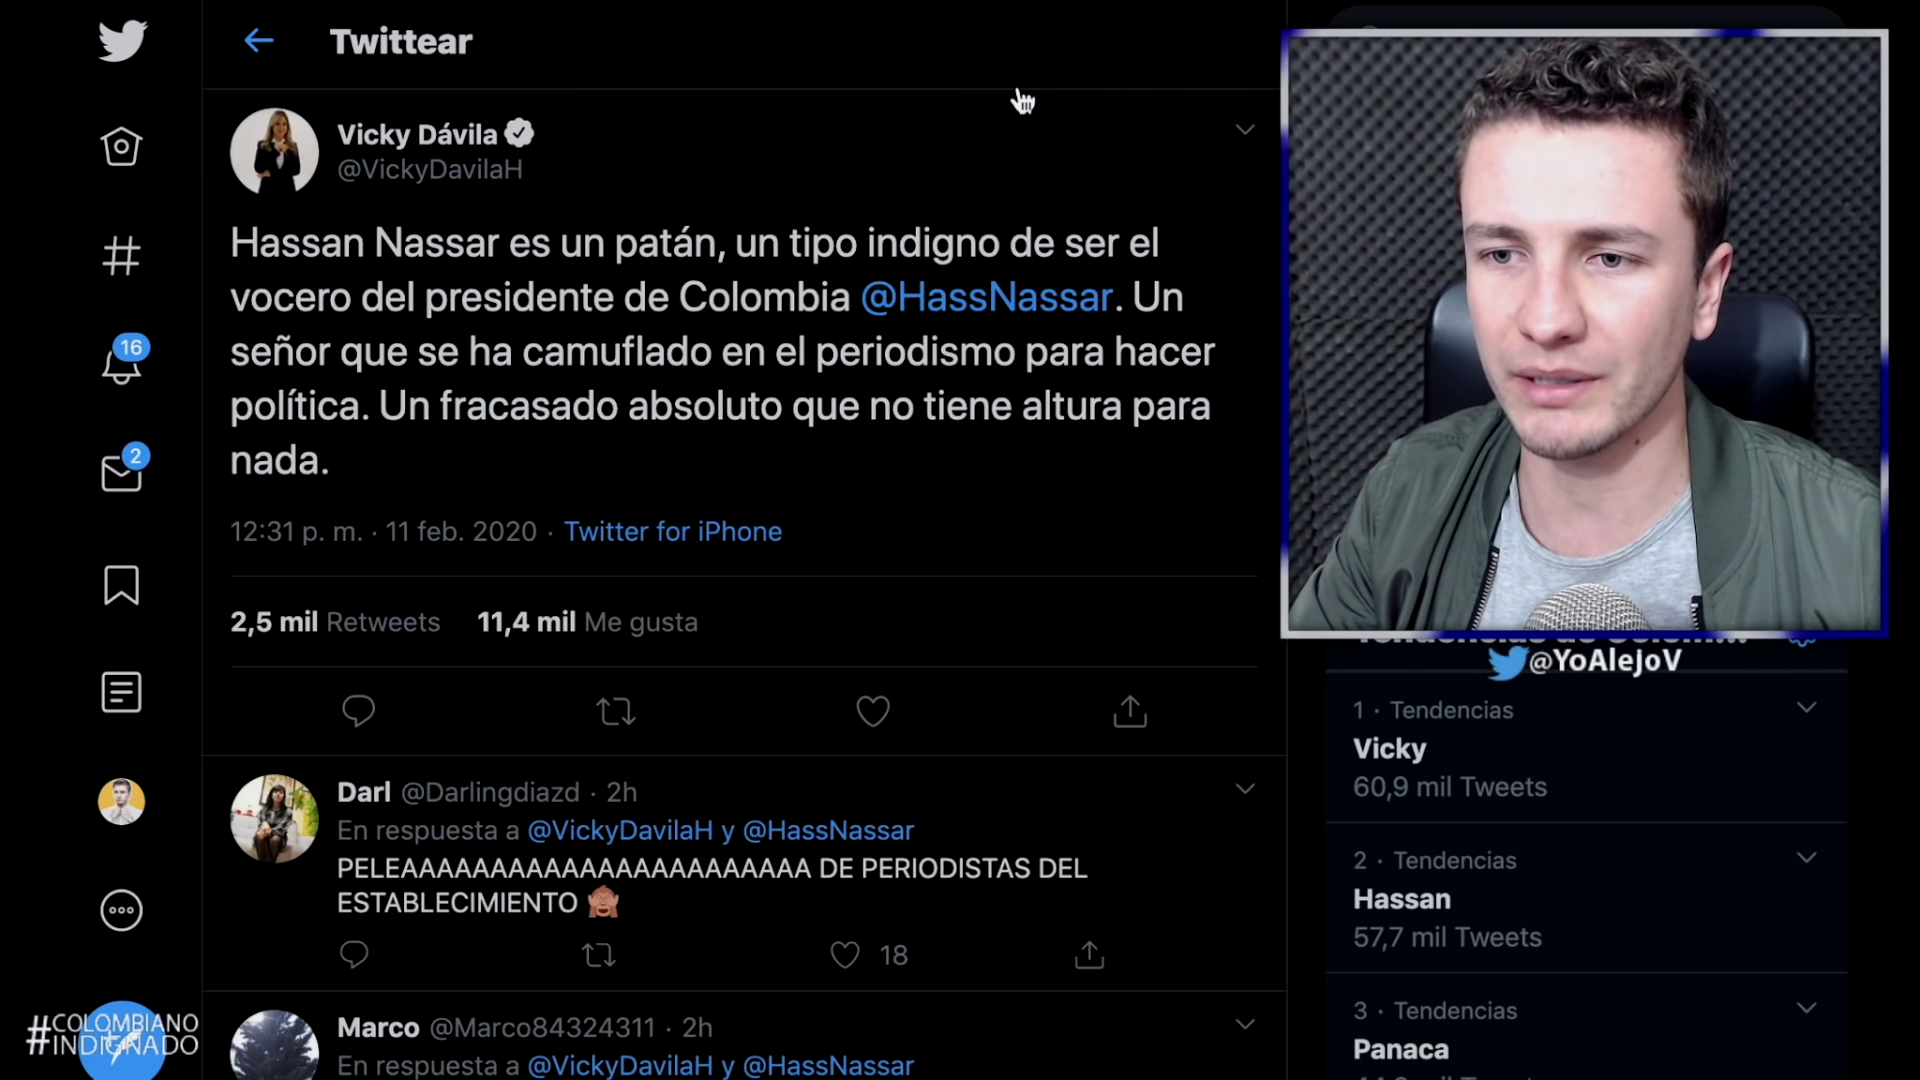 Twittear
Vicky Dávila
@VickyDavilaH
Hassan Nassar es un patán, un tipo indigno de ser el
vocero del presidente de Colombia @HassNassar. Un
señor que se ha camuflado en el periodismo para hacer
política. Un fracasado absoluto que no tiene altura para
nada.
12:31 p. m. · 11 feb. 2020 · Twitter for iPhone
2,5 mil Retweets 11,4 mil Me gusta
Darl @Darlingdiazd · 2h
En respuesta a @VickyDavilaH y @HassNassar
PELEAAAAAAAAAAAAAAAAAAAAAAA DE PERIODISTAS DEL
ESTABLECIMIENTO
18
Marco @Marco84324311 · 2h
En respuesta a @VickyDavilaH y @HassNassar
16
2
#COLOMBIANO
INDIGNADO
@YoAlejoV
1 · Tendencias
Vicky
60,9 mil Tweets
2 · Tendencias
Hassan
57,7 mil Tweets
3 · Tendencias
Panaca